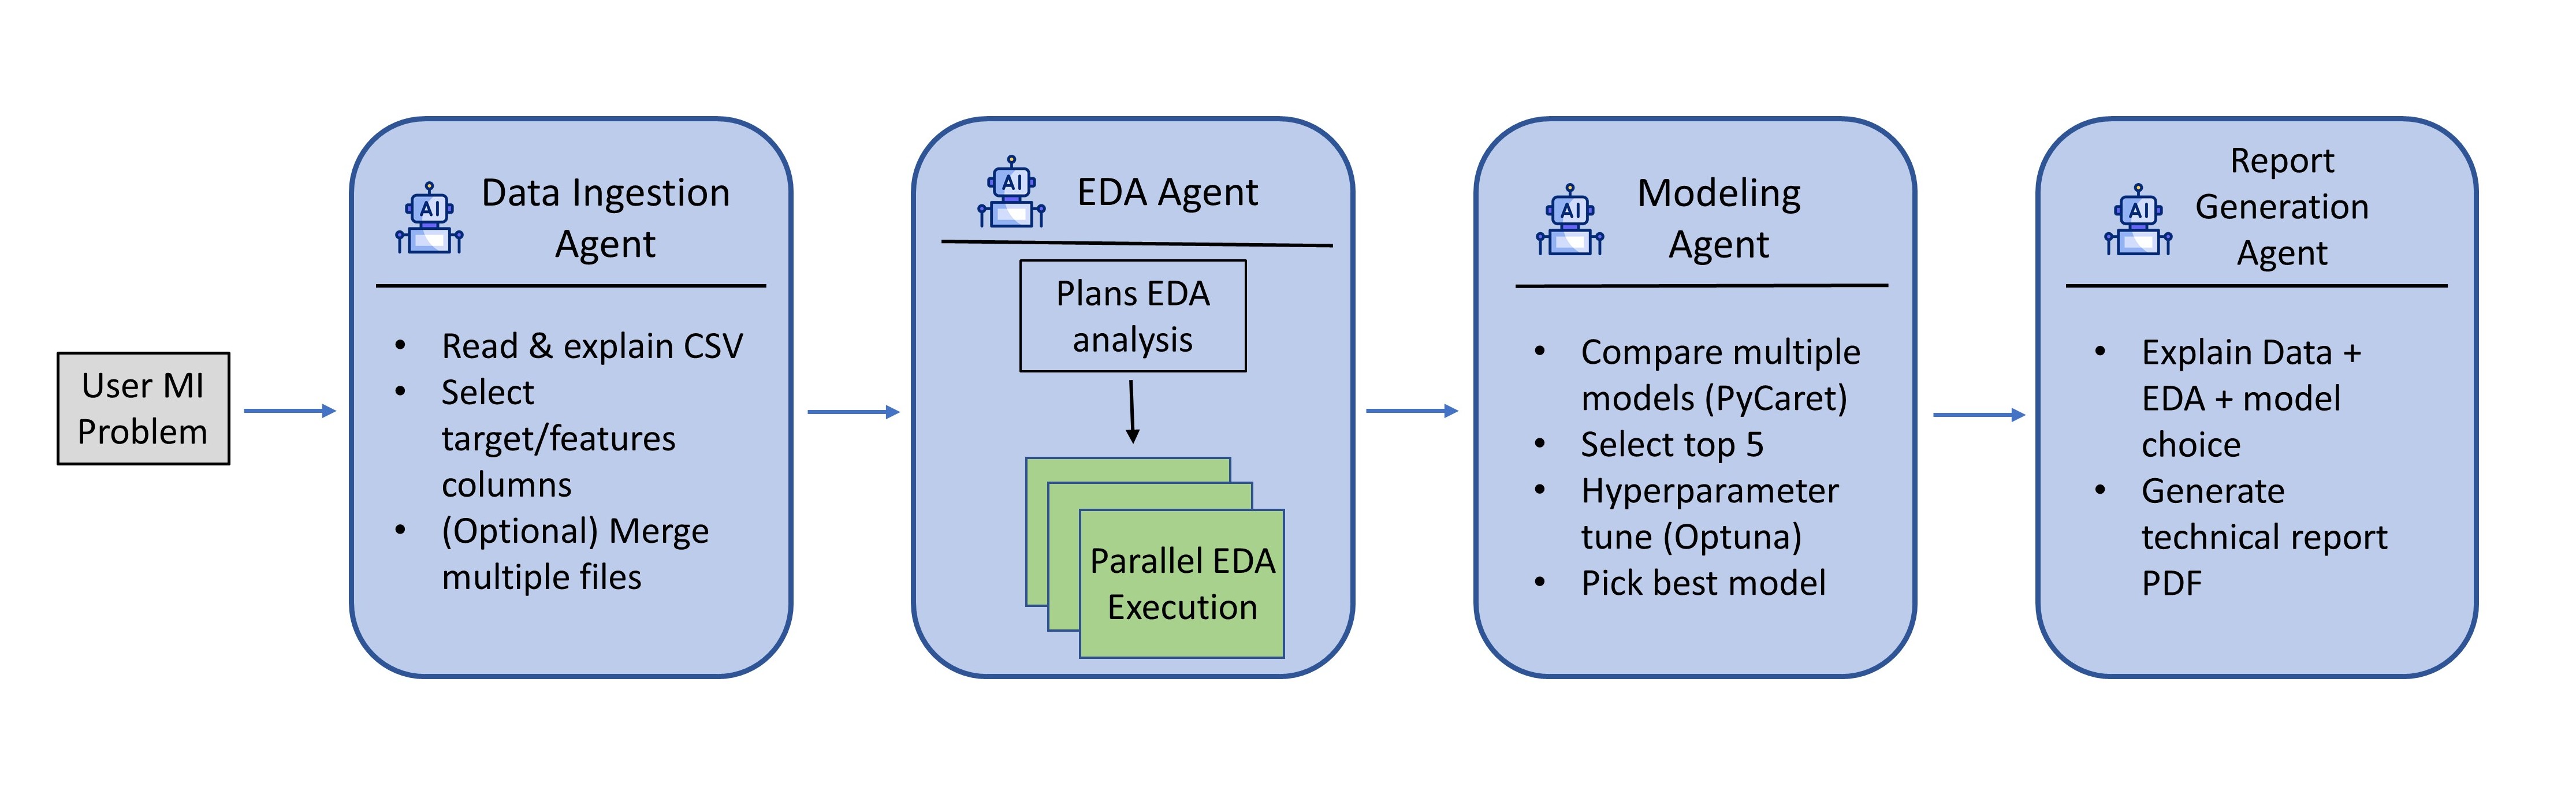 User MI
Problem
AI
Data Ingestion
Agent
• Read & explain CSV
• Select
target/features
columns
• (Optional) Merge
multiple files
AI
EDA Agent
Plans EDA
analysis
Parallel EDA
Execution
AI
Modeling
Agent
• Compare multiple
models (PyCaret)
• Select top 5
• Hyperparameter
tune (Optuna)
• Pick best model
AI
Report
Generation
Agent
• Explain Data +
EDA + model
choice
• Generate
technical report
PDF